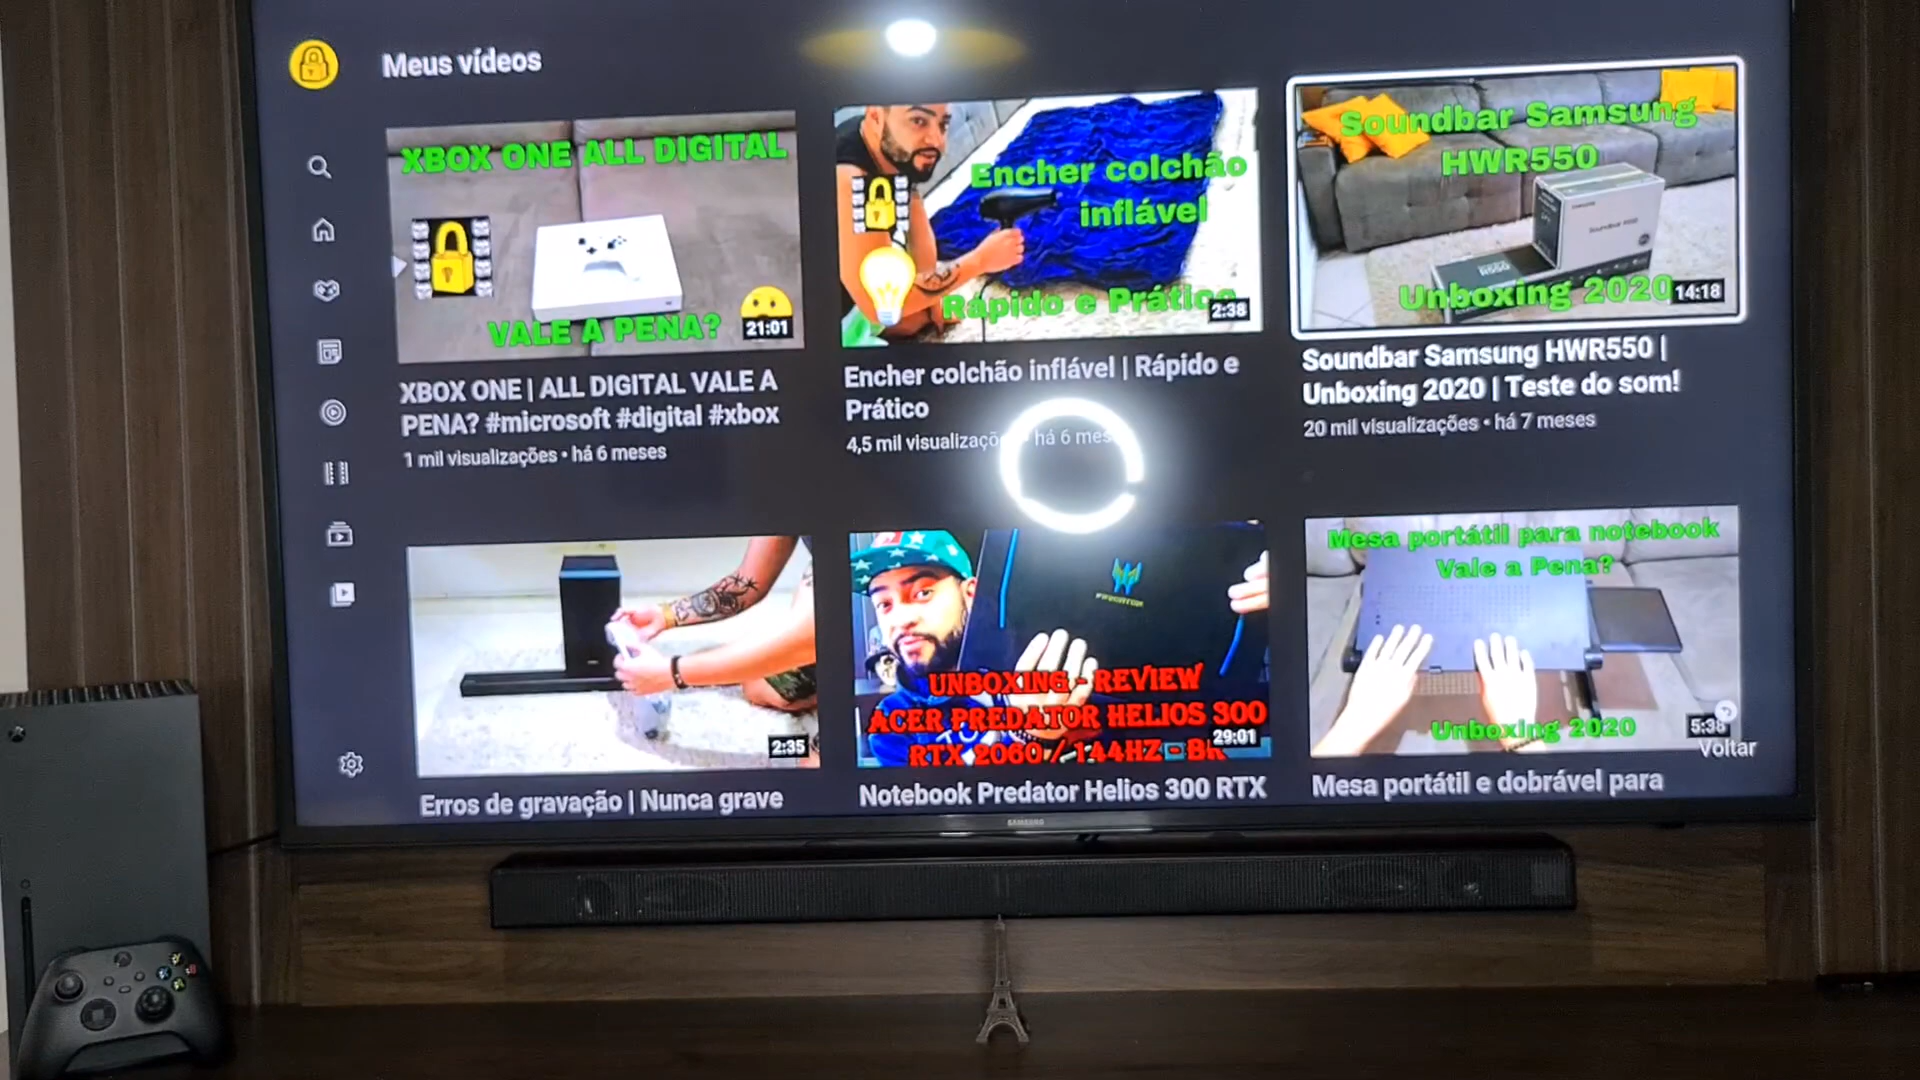 Meus vídeos
XBOX ONE ALL DIGITAL
VALE A PENA?
21:01
XBOX ONE | ALL DIGITAL VALE A
PENA? #microsoft #digital #xbox
1 mil visualizações • há 6 meses
Encher colchão
inflável
Rápido e Prático
2:38
Encher colchão inflável | Rápido e
Prático
4,5 mil visualizaçõ há 6 mes
Soundbar Samsung
HWR550
Unboxing 2020
14:18
Soundbar Samsung HWR550 |
Unboxing 2020 | Teste do som!
20 mil visualizações • há 7 meses
2:35
Erros de gravação | Nunca grave
PREDATOR
UNBOXING - REVIEW
ACER PREDATOR HELIOS 300
RTX 2060 / 144HZ - BR
29:01
Notebook Predator Helios 300 RTX
Mesa portátil para notebook
Vale a Pena?
Unboxing 2020
5:38
Voltar
Mesa portátil e dobrável para
SAMSUNG